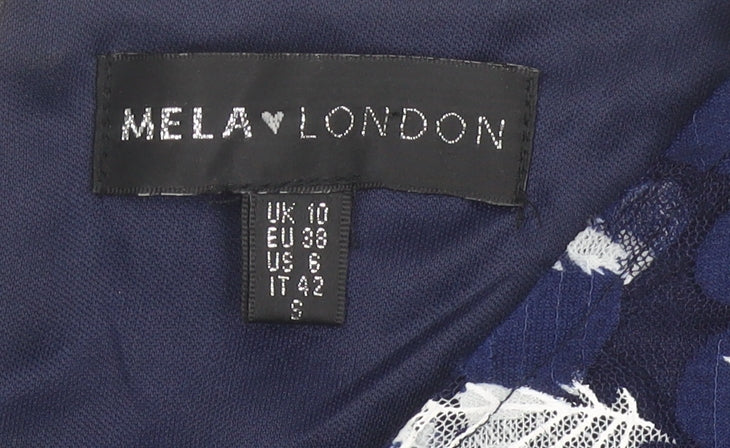 MELA♥LONDON
UK 10
EU 38
US 6
IT 42
S